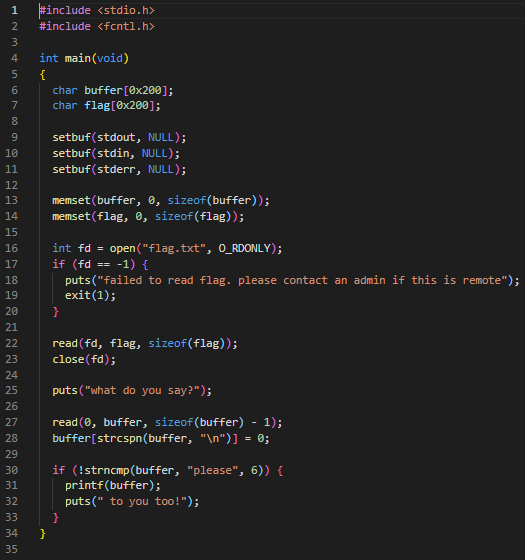 1 #include <stdio.h>
2 #include <fcntl.h>
3
4 int main(void)
5 {
6   char buffer[0x200];
7   char flag[0x200];
8
9   setbuf(stdout, NULL);
10   setbuf(stdin, NULL);
11   setbuf(stderr, NULL);
12
13   memset(buffer, 0, sizeof(buffer));
14   memset(flag, 0, sizeof(flag));
15
16   int fd = open("flag.txt", O_RDONLY);
17   if (fd == -1) {
18     puts("failed to read flag. please contact an admin if this is remote");
19     exit(1);
20   }
21
22   read(fd, flag, sizeof(flag));
23   close(fd);
24
25   puts("what do you say?");
26
27   read(0, buffer, sizeof(buffer) - 1);
28   buffer[strcspn(buffer, "\n")] = 0;
29
30   if (!strncmp(buffer, "please", 6)) {
31     printf(buffer);
32     puts(" to you too!");
33   }
34 }
35